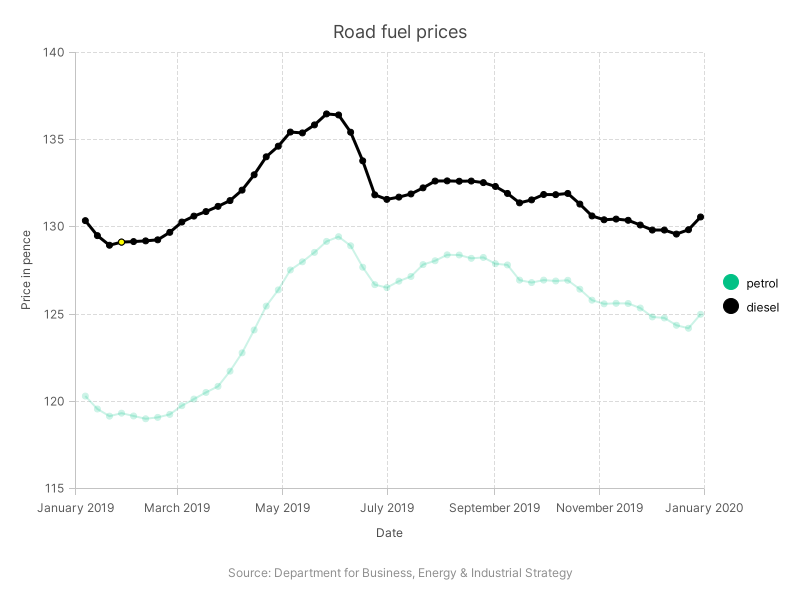 Road fuel prices
140
135
130
125
120
115
Price in pence
January 2019 March 2019 May 2019 July 2019 September 2019 November 2019 January 2020
Date
petrol
diesel
Source: Department for Business, Energy & Industrial Strategy